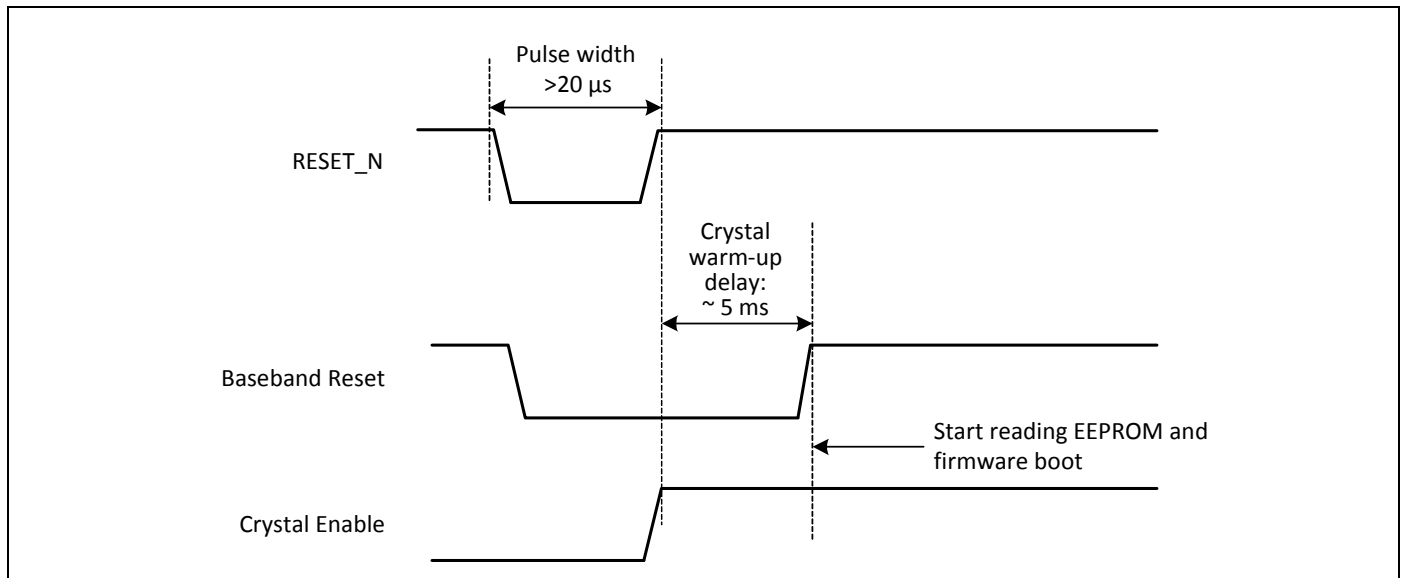 Pulse width
>20 µs
RESET_N
Crystal
warm-up
delay:
~ 5 ms
Baseband Reset
Start reading EEPROM and
firmware boot
Crystal Enable